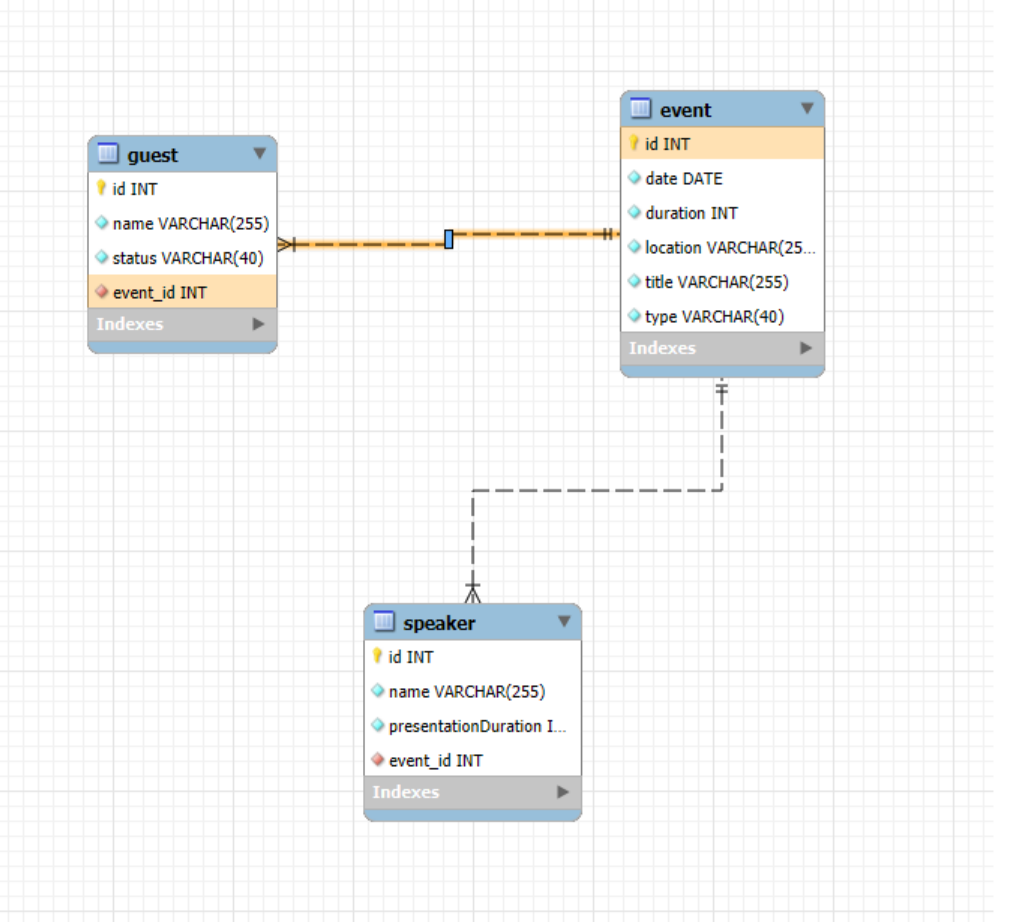 guest
id INT
name VARCHAR(255)
status VARCHAR(40)
event_id INT
Indexes
event
id INT
date DATE
duration INT
location VARCHAR(25...
title VARCHAR(255)
type VARCHAR(40)
Indexes
speaker
id INT
name VARCHAR(255)
presentationDuration I...
event_id INT
Indexes